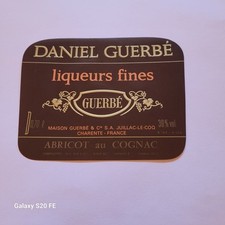 DANIEL GUERBÉ
liqueurs fines
GUERBÉ
30% vol
MAISON GUERBÉ & Cie S.A. JUILLAC-LE-COQ
CHARENTE - FRANCE
ABRICOT au COGNAC
Galaxy S20 FE